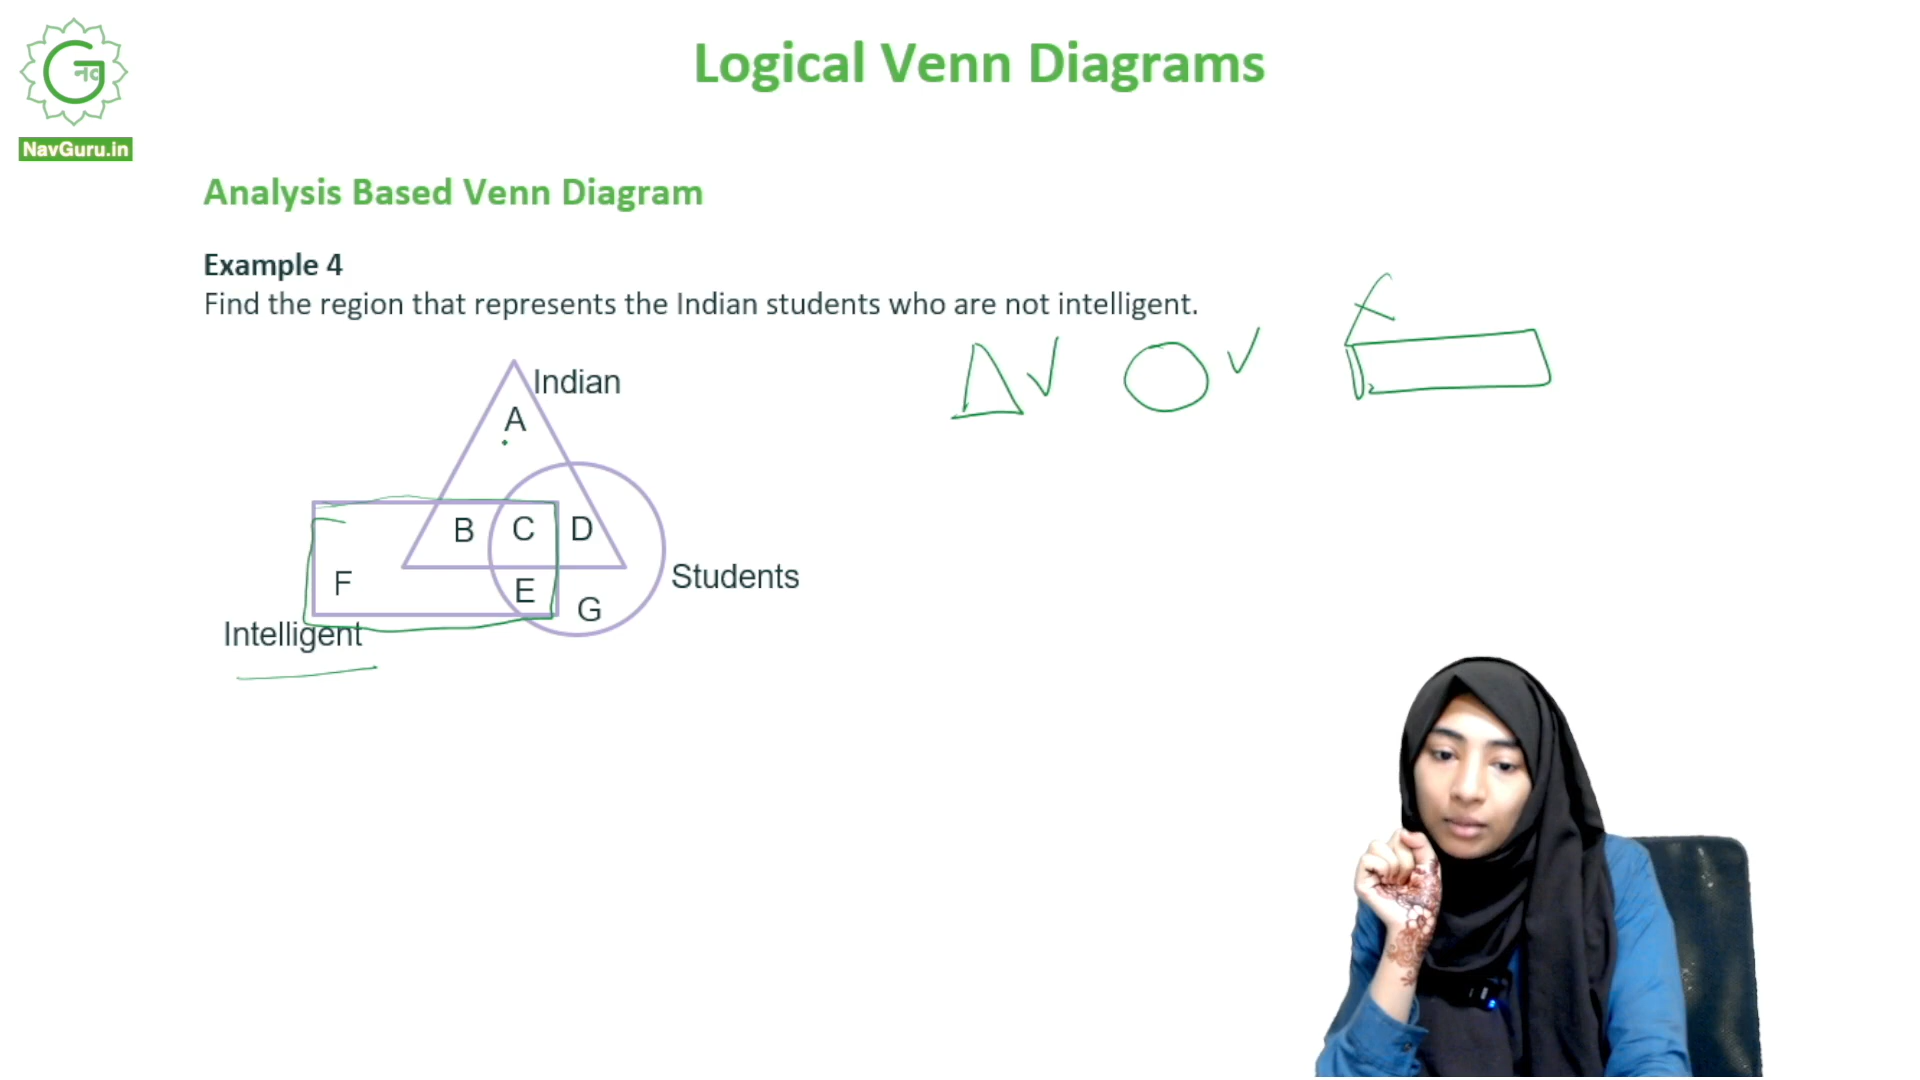 Logical Venn Diagrams
नव
NavGuru.in
Analysis Based Venn Diagram
Example 4
Find the region that represents the Indian students who are not intelligent.
Indian
A
B
C
D
Students
F
E
G
Intelligent